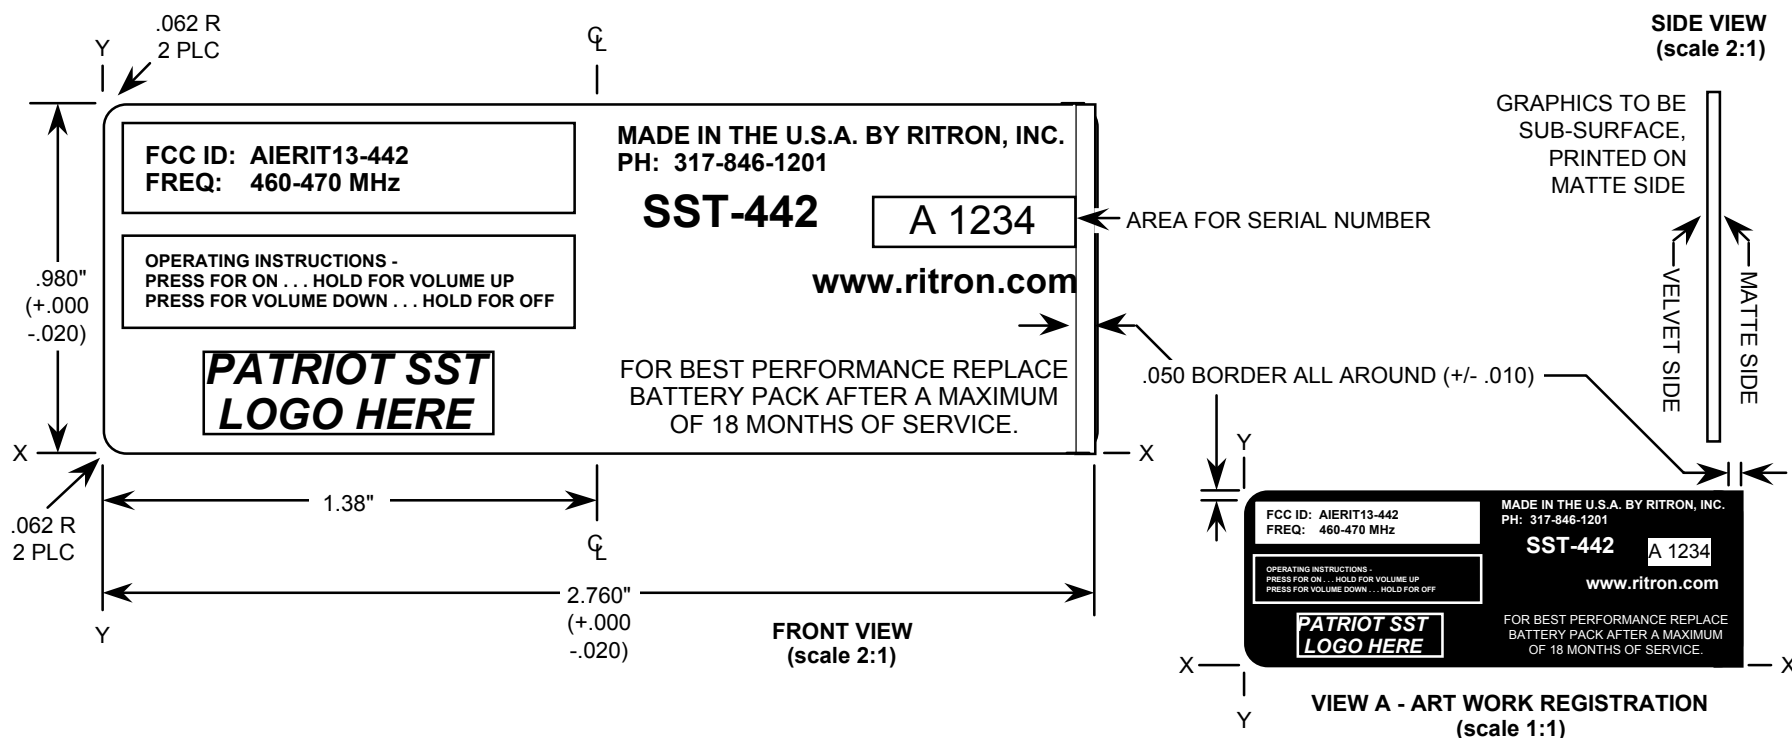 .062 R
2 PLC
Y
℄
FCC ID: AIERIT13-442
FREQ: 460-470 MHz
OPERATING INSTRUCTIONS -
PRESS FOR ON . . . HOLD FOR VOLUME UP
PRESS FOR VOLUME DOWN . . . HOLD FOR OFF
PATRIOT SST
LOGO HERE
MADE IN THE U.S.A. BY RITRON, INC.
PH: 317-846-1201
SST-442
A 1234
www.ritron.com
FOR BEST PERFORMANCE REPLACE
BATTERY PACK AFTER A MAXIMUM
OF 18 MONTHS OF SERVICE.
AREA FOR SERIAL NUMBER
.980"
(+.000
-.020)
X
X
.062 R
2 PLC
1.38"
℄
2.760"
(+.000
-.020)
Y
FRONT VIEW
(scale 2:1)
.050 BORDER ALL AROUND (+/- .010)
SIDE VIEW
(scale 2:1)
GRAPHICS TO BE
SUB-SURFACE,
PRINTED ON
MATTE SIDE
VELVET SIDE
MATTE SIDE
Y
FCC ID: AIERIT13-442
FREQ: 460-470 MHz
OPERATING INSTRUCTIONS -
PRESS FOR ON . . . HOLD FOR VOLUME UP
PRESS FOR VOLUME DOWN . . . HOLD FOR OFF
PATRIOT SST
LOGO HERE
MADE IN THE U.S.A. BY RITRON, INC.
PH: 317-846-1201
SST-442
A 1234
www.ritron.com
FOR BEST PERFORMANCE REPLACE
BATTERY PACK AFTER A MAXIMUM
OF 18 MONTHS OF SERVICE.
X
X
Y
VIEW A - ART WORK REGISTRATION
(scale 1:1)